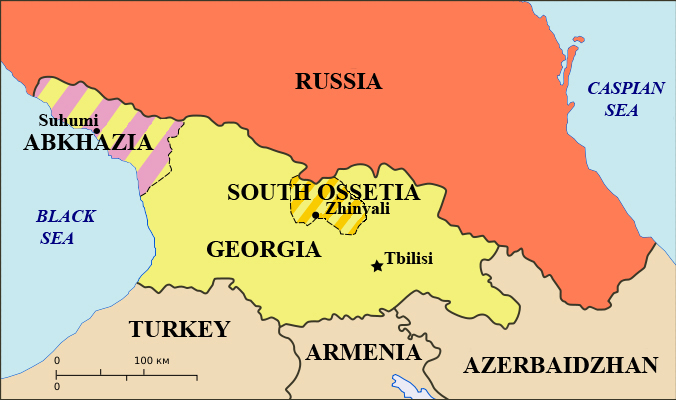 RUSSIA
CASPIAN
SEA
Suhumi
ABKHAZIA
SOUTH OSSETIA
Zhinvali
BLACK
SEA
GEORGIA
Tbilisi
TURKEY
ARMENIA
AZERBAIDZHAN
0 100 км
0